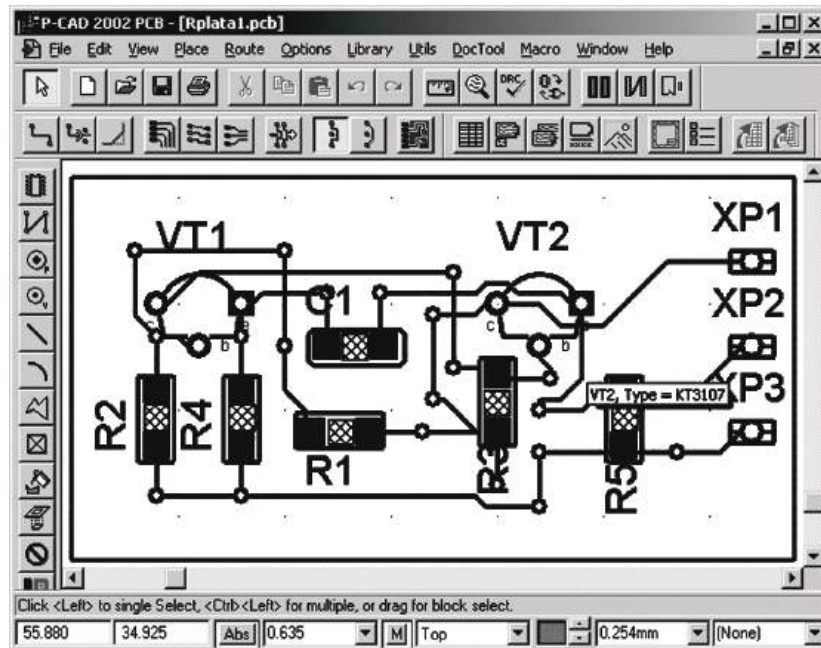 P-CAD 2002 PCB - [Rplata1.pcb]
File Edit View Place Route Options Library Utils DocTool Macro Window Help
DRC
VT1 VT2 XP1
C1 XP2
c e b c b
VT2, Type = KT3107
XP3
R2 R4 R1 R3 R5
Click <Left> to single Select, <Ctrl><Left> for multiple, or drag for block select.
55.880 34.925 Abs 0.635 M Top 0.254mm (None)